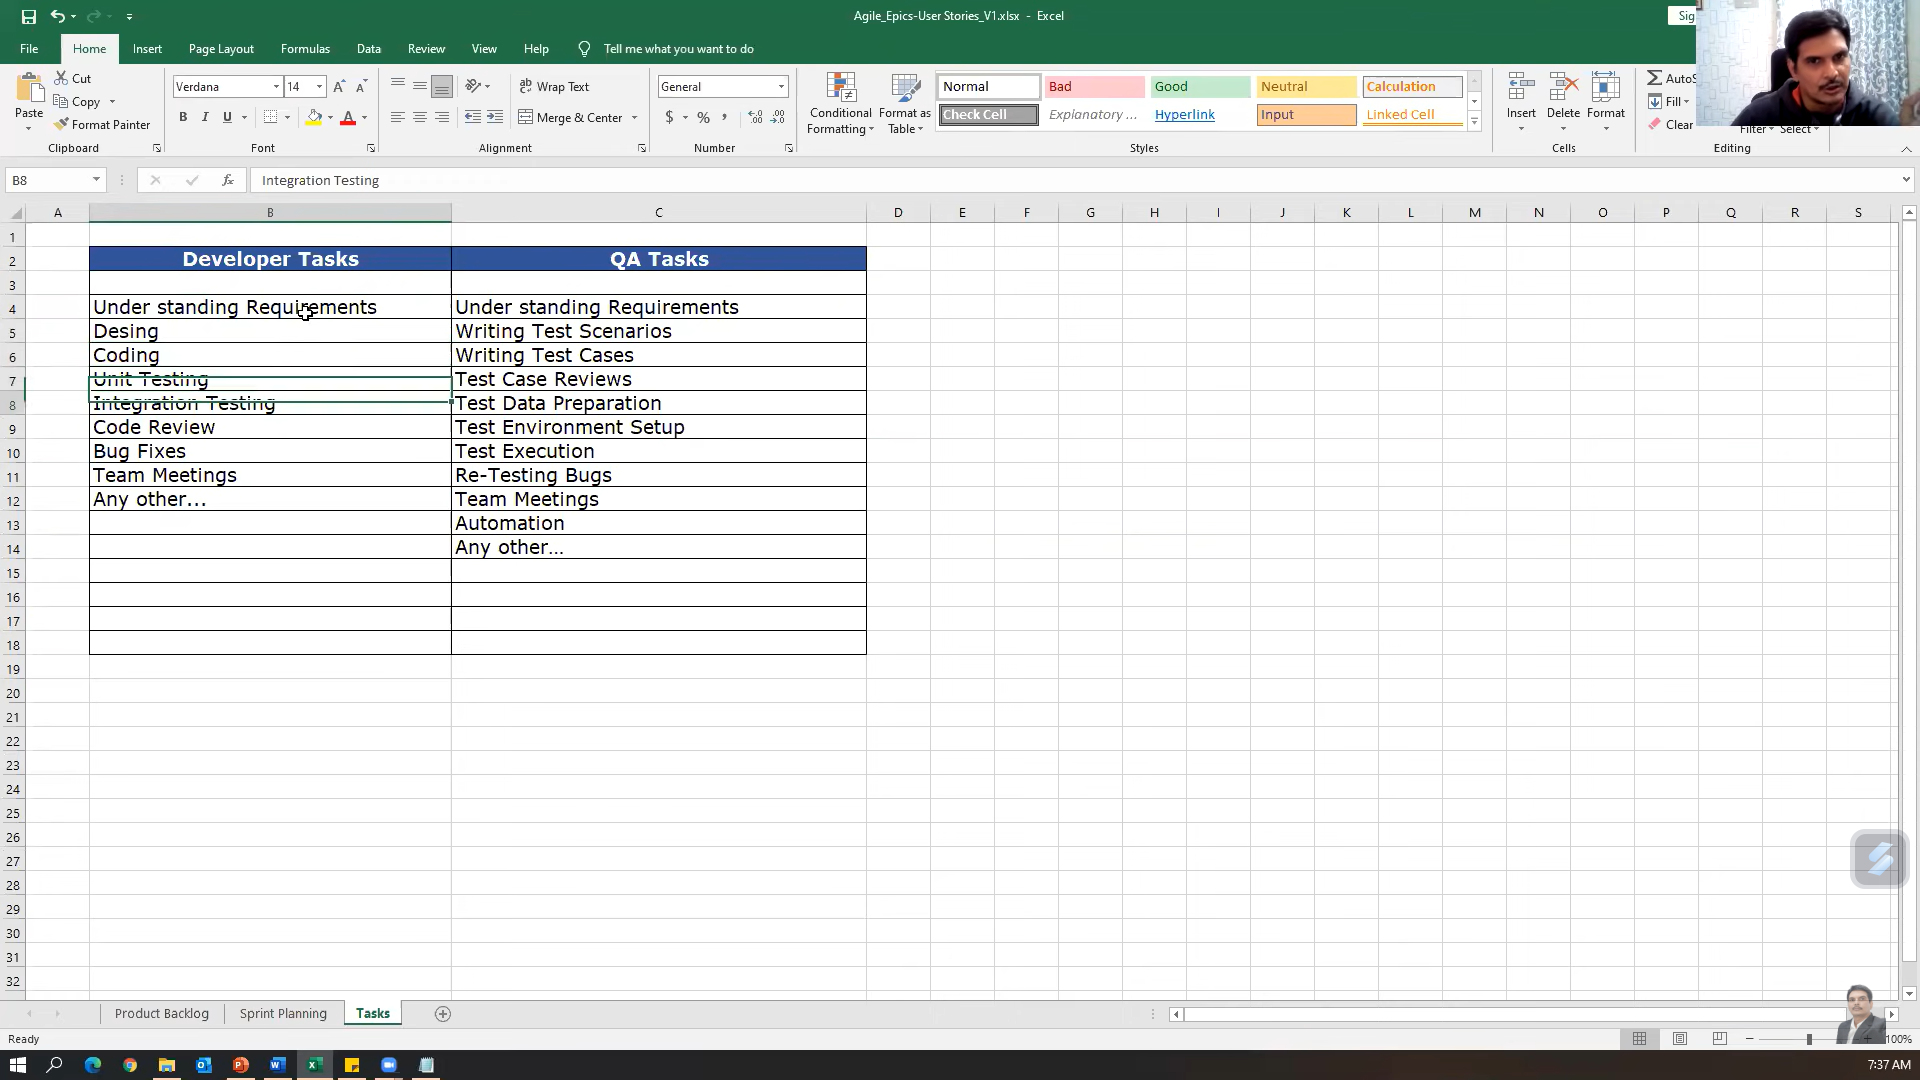 Agile_Epics-User Stories_V1.xlsx - Excel
File Home Insert Page Layout Formulas Data Review View Help Tell me what you want to do
Paste
Cut
Copy
Format Painter
Clipboard
Verdana 14
B I U
Font
Wrap Text
Merge & Center
Alignment
General
$ % ,
Number
Conditional Formatting
Format as Table
Normal Bad Good Neutral Calculation
Check Cell Explanatory ... Hyperlink Input Linked Cell
Styles
Insert Delete Format
Cells
Fill
Clear
Filter Select
Editing
B8 fx Integration Testing
A B C D E F G H I J K L M N O P Q R S
1
2 Developer Tasks QA Tasks
3
4 Under standing Requirements Under standing Requirements
5 Desing Writing Test Scenarios
6 Coding Writing Test Cases
7 Unit Testing Test Case Reviews
8 Integration Testing Test Data Preparation
9 Code Review Test Environment Setup
10 Bug Fixes Test Execution
11 Team Meetings Re-Testing Bugs
12 Any other... Team Meetings
13 Automation
14 Any other...
15
16
17
18
19
20
21
22
23
24
25
26
27
28
29
30
31
32
Product Backlog Sprint Planning Tasks
Ready
100%
7:37 AM